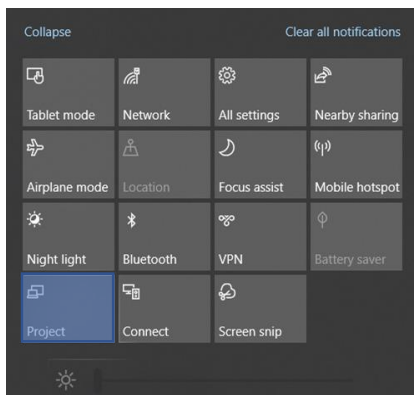 Collapse Clear all notifications
Tablet mode Network All settings Nearby sharing
Airplane mode Location Focus assist Mobile hotspot
Night light Bluetooth VPN Battery saver
Project Connect Screen snip